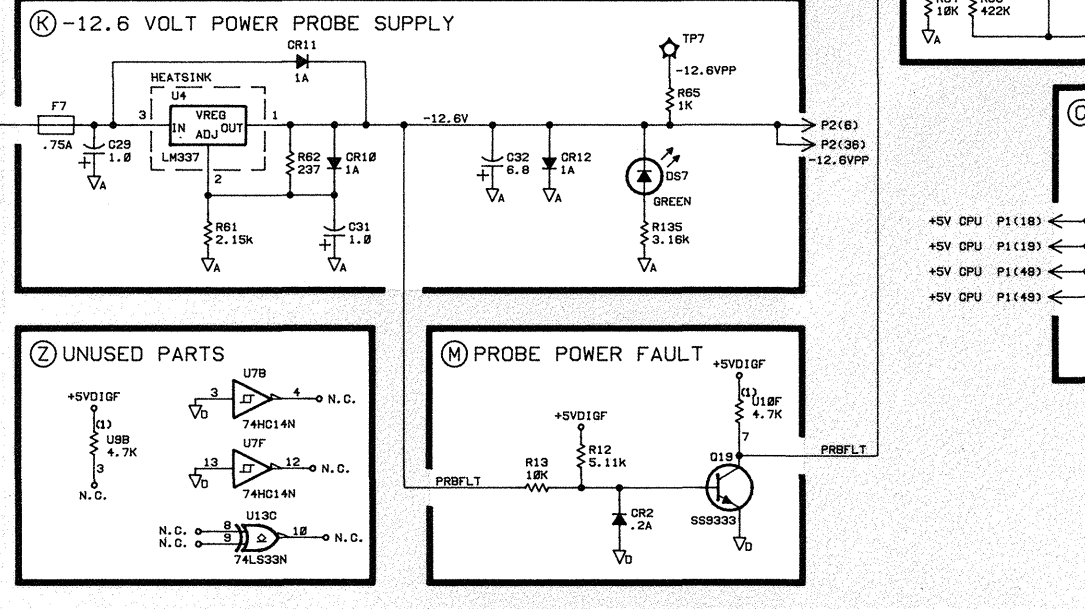 K -12.6 VOLT POWER PROBE SUPPLY
CR11
1A
HEATSINK
U4
F7
.75A
3
VREG
IN
OUT
ADJ
1
LM337
2
C29
1.0
+
A
R62
237
CR10
1A
R61
2.15k
A
C31
1.0
+
A
-12.6V
C32
6.8
+
A
CR12
1A
A
TP7
-12.6VPP
R65
1K
DS7
GREEN
R135
3.16k
A
P2(6)
P2(36)
-12.6VPP
10K
422K
A
C
+5V CPU P1(18)
+5V CPU P1(19)
+5V CPU P1(48)
+5V CPU P1(49)
Z UNUSED PARTS
+5VDIGF
(1)
U9B
4.7K
3
N.C.
U7B
3
4
N.C.
D
74HC14N
U7F
13
12
N.C.
D
74HC14N
U13C
N.C.
8
N.C.
9
10
N.C.
74LS33N
M PROBE POWER FAULT
+5VDIGF
(1)
U10F
4.7K
7
+5VDIGF
R12
5.11k
R13
10K
PRBFLT
Q19
PRBFLT
SS9333
CR2
.2A
D
D